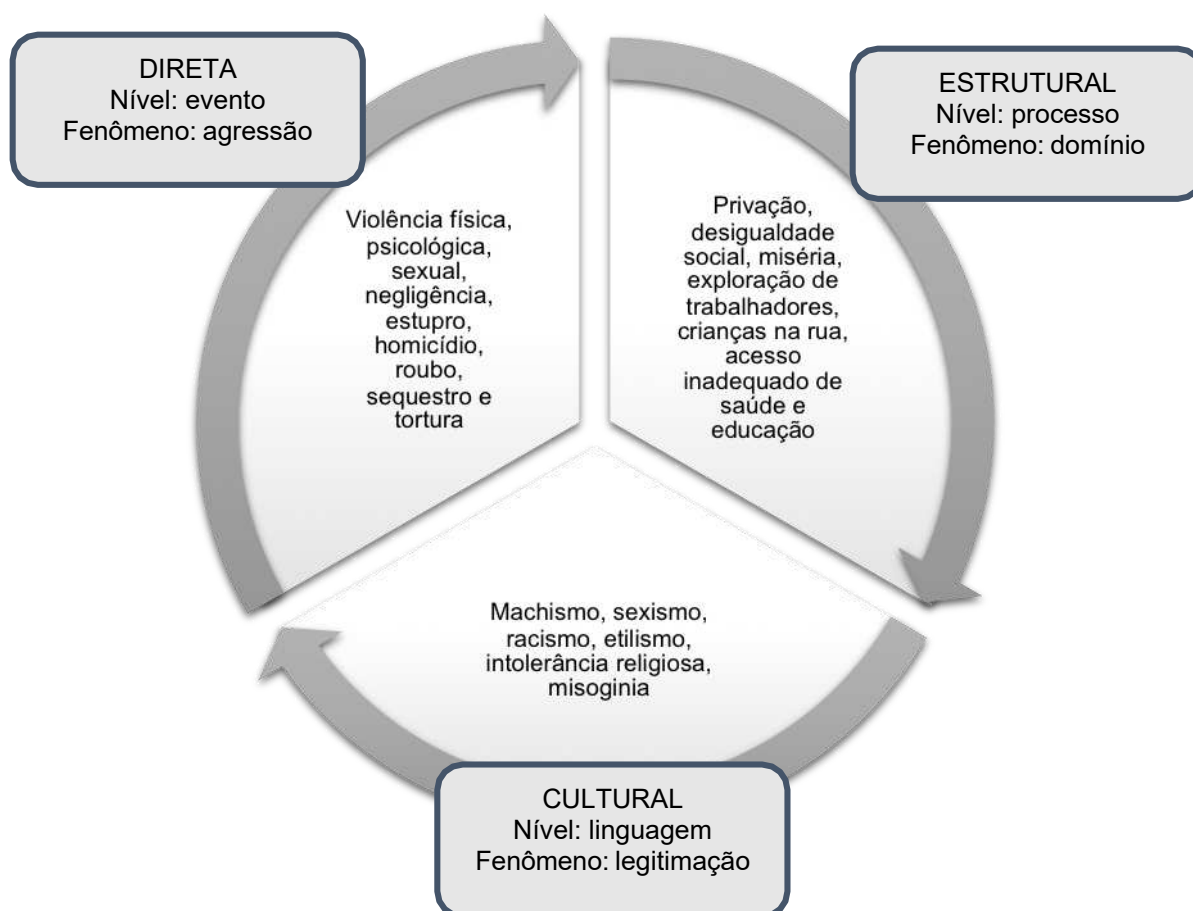 DIRETA
Nível: evento
Fenômeno: agressão
ESTRUTURAL
Nível: processo
Fenômeno: domínio
Violência física,
psicológica,
sexual,
negligência,
estupro,
homicídio,
roubo,
sequestro e
tortura
Privação,
desigualdade
social, miséria,
exploração de
trabalhadores,
crianças na rua,
acesso
inadequado de
saúde e
educação
Machismo, sexismo,
racismo, etilismo,
intolerância religiosa,
misoginia
CULTURAL
Nível: linguagem
Fenômeno: legitimação